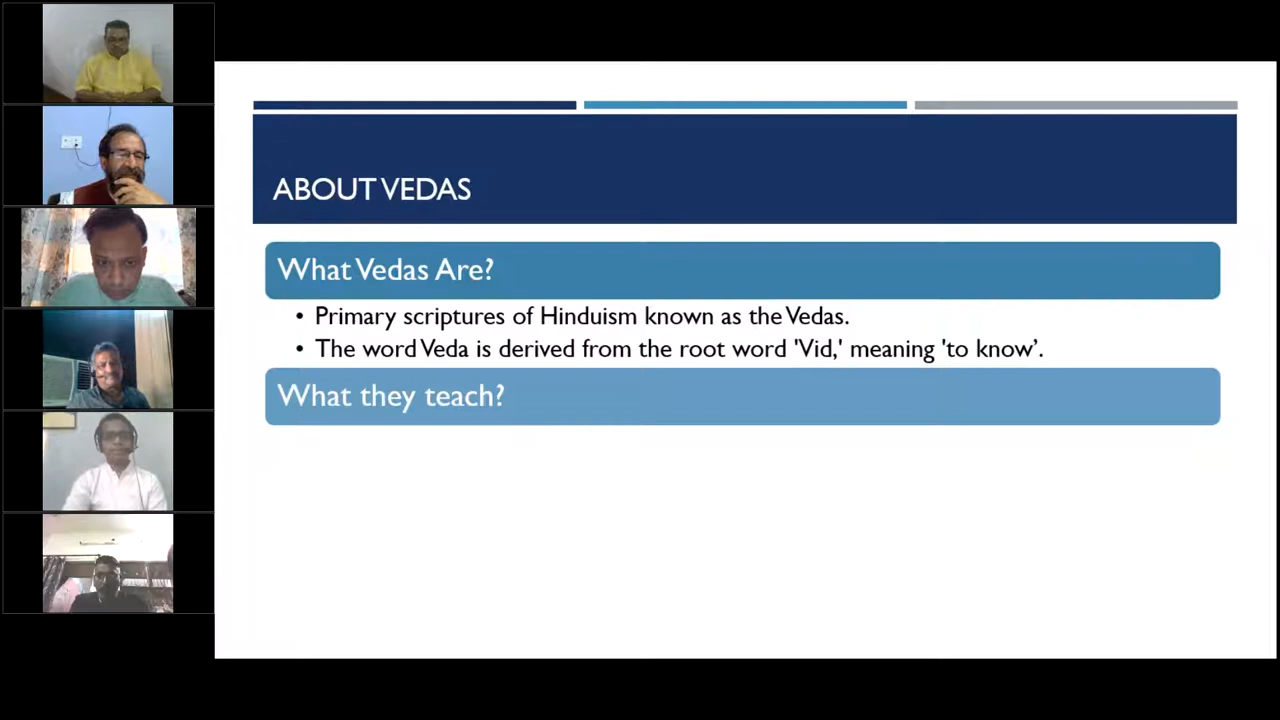 ABOUT VEDAS
What Vedas Are?
• Primary scriptures of Hinduism known as the Vedas.
• The word Veda is derived from the root word 'Vid,' meaning 'to know’.
What they teach?